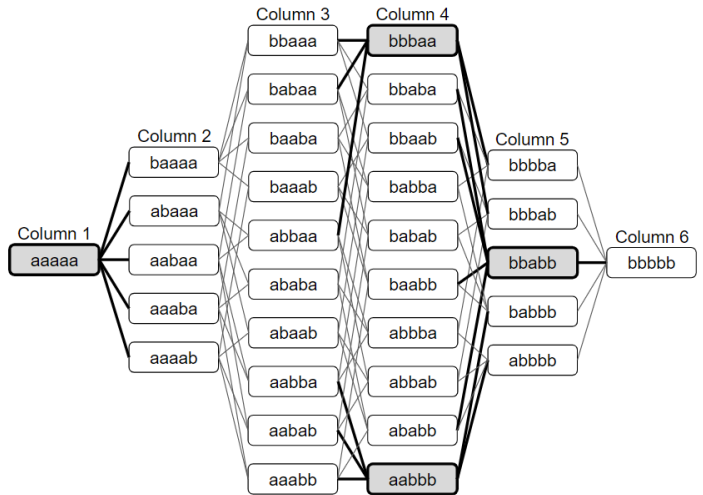 Column 1
aaaaa
Column 2
baaaa
abaaa
aabaa
aaaba
aaaab
Column 3
bbaaa
babaa
baaba
baaab
abbaa
ababa
abaab
aabba
aabab
aaabb
Column 4
bbbaa
bbaba
bbaab
babba
babab
baabb
abbba
abbab
ababb
aabbb
Column 5
bbbba
bbbab
bbabb
babbb
abbbb
Column 6
bbbbb